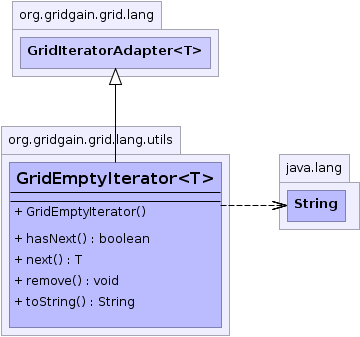 org.gridgain.grid.lang
GridIteratorAdapter<T>
org.gridgain.grid.lang.utils
GridEmptyIterator<T>
+ GridEmptyIterator()
+ hasNext() : boolean
+ next() : T
+ remove() : void
+ toString() : String
java.lang
String